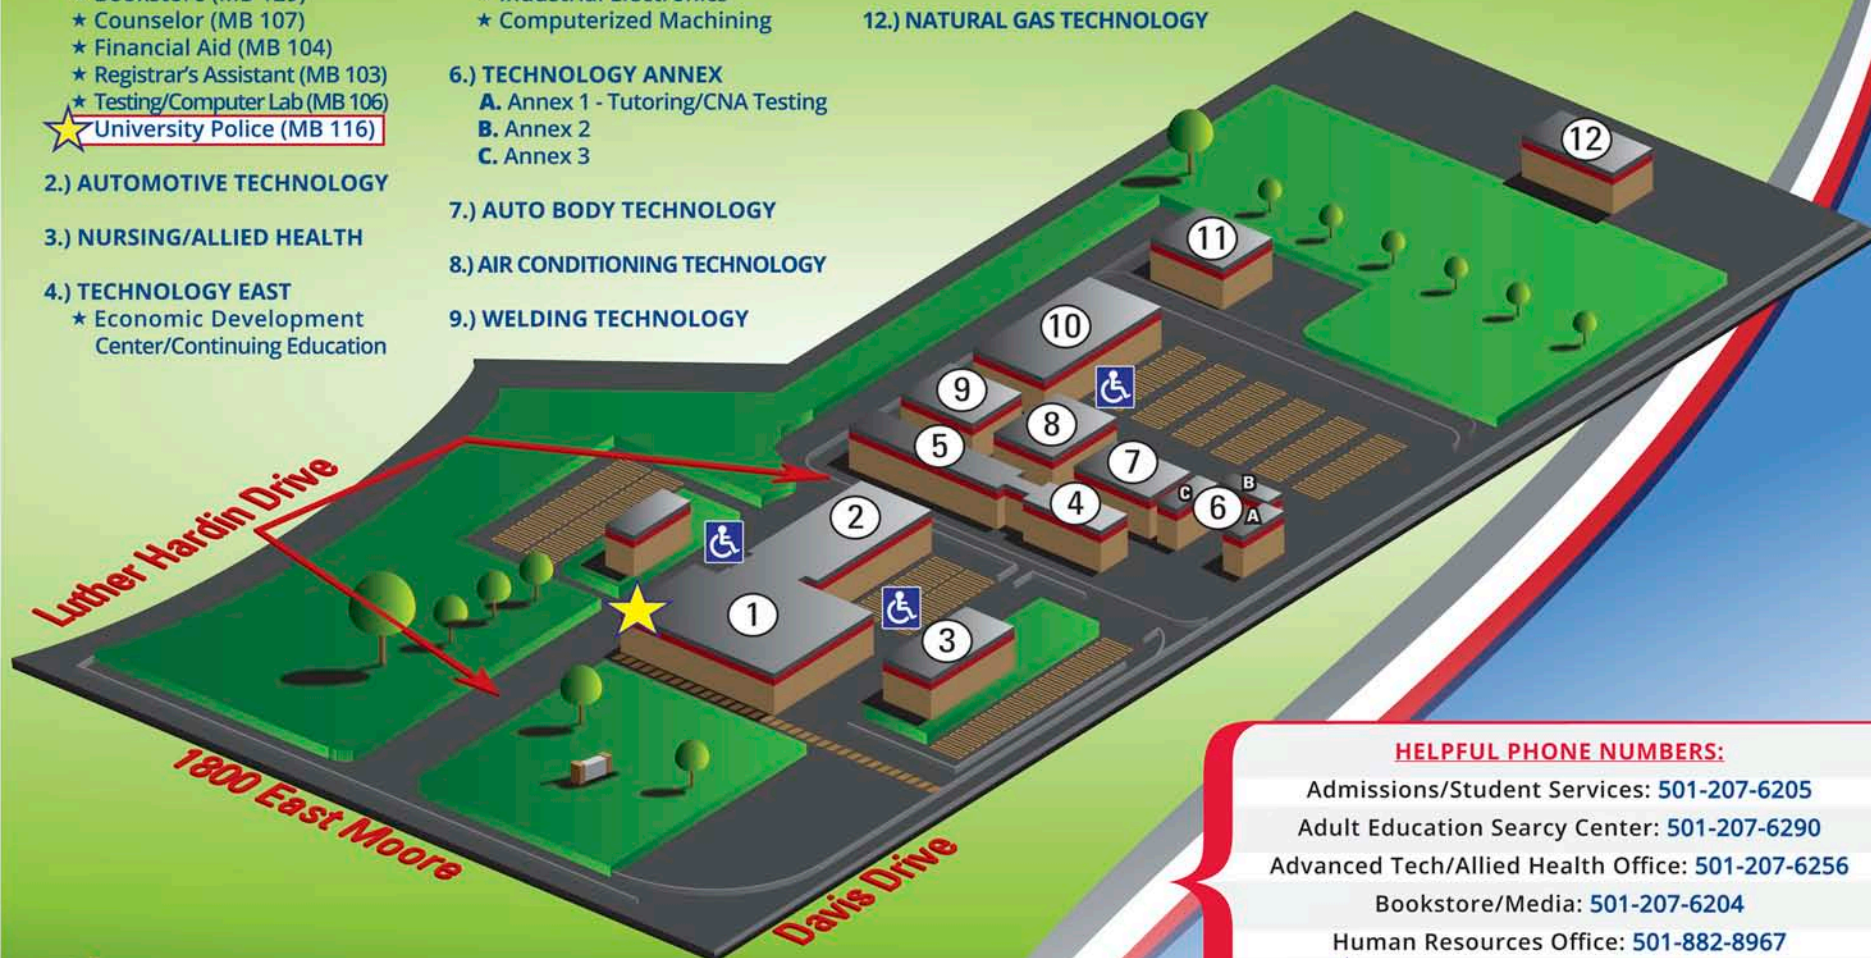 ★ Counselor (MB 107)
★ Financial Aid (MB 104)
★ Registrar's Assistant (MB 103)
★ Testing/Computer Lab (MB 106)
University Police (MB 116)
2.) AUTOMOTIVE TECHNOLOGY
3.) NURSING/ALLIED HEALTH
4.) TECHNOLOGY EAST
★ Economic Development
Center/Continuing Education
★ Computerized Machining
6.) TECHNOLOGY ANNEX
A. Annex 1 - Tutoring/CNA Testing
B. Annex 2
C. Annex 3
7.) AUTO BODY TECHNOLOGY
8.) AIR CONDITIONING TECHNOLOGY
9.) WELDING TECHNOLOGY
12.) NATURAL GAS TECHNOLOGY
12
11
10
9
8
5
7
B
C
6
A
4
2
1
3
Luther Hardin Drive
1800 East Moore
Davis Drive
HELPFUL PHONE NUMBERS:
Admissions/Student Services: 501-207-6205
Adult Education Searcy Center: 501-207-6290
Advanced Tech/Allied Health Office: 501-207-6256
Bookstore/Media: 501-207-6204
Human Resources Office: 501-882-8967